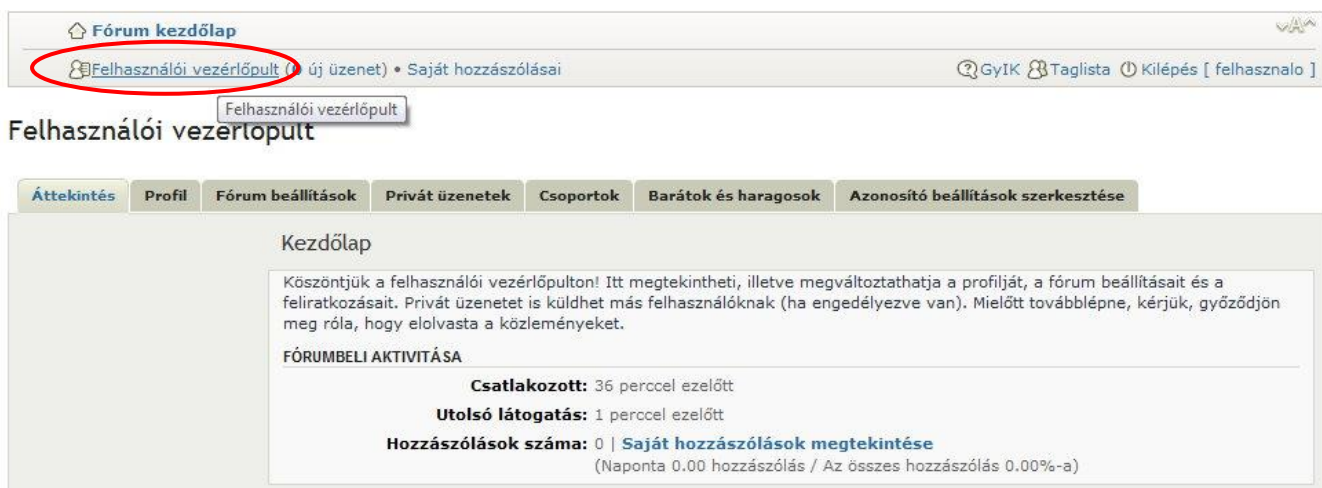 Fórum kezdőlap
A
Felhasználói vezérlőpult (0 új üzenet) • Saját hozzászólásai
GyIK Taglista Kilépés [ felhasznalo ]
Felhasználói vezérlőpult
Felhasználói vezérlőpult
Áttekintés Profil Fórum beállítások Privát üzenetek Csoportok Barátok és haragosok Azonosító beállítások szerkesztése
Kezdőlap
Köszöntjük a felhasználói vezérlőpulton! Itt megtekintheti, illetve megváltoztathatja a profilját, a fórum beállításait és a
feliratkozásait. Privát üzenetet is küldhet más felhasználóknak (ha engedélyezve van). Mielőtt továbblépne, kérjük, győződjön
meg róla, hogy elolvasta a közleményeket.
FÓRUMBELI AKTIVITÁSA
Csatlakozott: 36 perccel ezelőtt
Utolsó látogatás: 1 perccel ezelőtt
Hozzászólások száma: 0 | Saját hozzászólások megtekintése
(Naponta 0.00 hozzászólás / Az összes hozzászólás 0.00%-a)